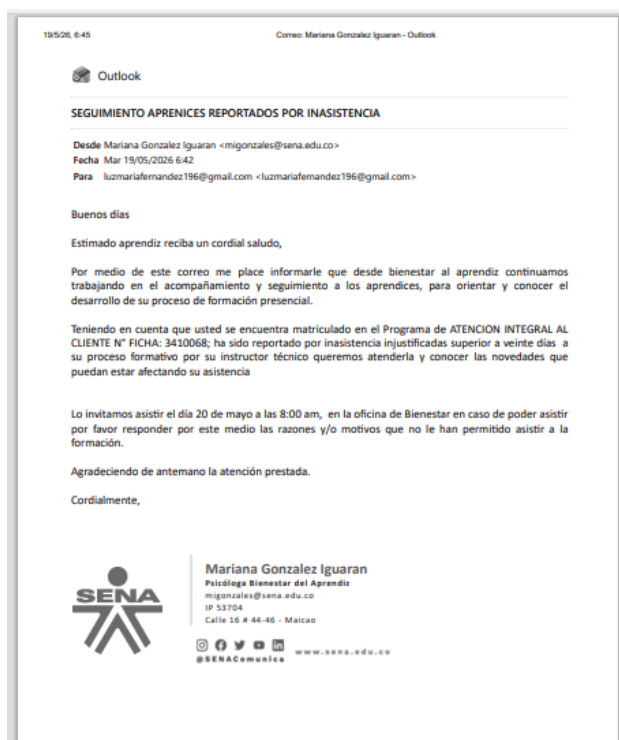 19/5/26, 6:45 Correo: Mariana Gonzalez Iguaran - Outlook
Outlook
SEGUIMIENTO APRENICES REPORTADOS POR INASISTENCIA
Desde Mariana Gonzalez Iguaran <migonzales@sena.edu.co>
Fecha Mar 19/05/2026 6:42
Para luzmariafernandez196@gmail.com <luzmariafernandez196@gmail.com>
Buenos días
Estimado aprendiz reciba un cordial saludo,
Por medio de este correo me place informarle que desde bienestar al aprendiz continuamos
trabajando en el acompañamiento y seguimiento a los aprendices, para orientar y conocer el
desarrollo de su proceso de formación presencial.
Teniendo en cuenta que usted se encuentra matriculado en el Programa de ATENCION INTEGRAL AL
CLIENTE N° FICHA: 3410068; ha sido reportado por inasistencia injustificadas superior a veinte días a
su proceso formativo por su instructor técnico queremos atenderla y conocer las novedades que
puedan estar afectando su asistencia
Lo invitamos asistir el día 20 de mayo a las 8:00 am, en la oficina de Bienestar en caso de poder asistir
por favor responder por este medio las razones y/o motivos que no le han permitido asistir a la
formación.
Agradeciendo de antemano la atención prestada.
Cordialmente,
SENA
Mariana Gonzalez Iguaran
Psicóloga Bienestar del Aprendiz
migonzales@sena.edu.co
IP 53704
Calle 16 # 44-46 - Maicao
@SENAComunica www.sena.edu.co